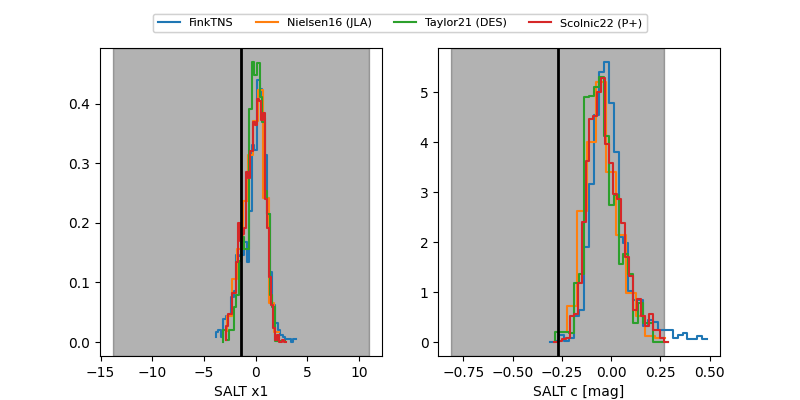 FinkTNS Nielsen16 (JLA) Taylor21 (DES) Scolnic22 (P+)
0.4
0.3
0.2
0.1
0.0
−15 −10 −5 0 5 10
SALT x1
5
4
3
2
1
0
−0.75 −0.50 −0.25 0.00 0.25 0.50
SALT c [mag]